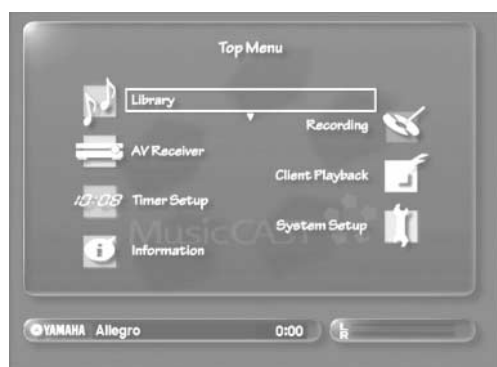 Top Menu
Library
Recording
AV Receiver
Client Playback
10:08 Timer Setup
System Setup
MusicCAST
i Information
YAMAHA Allegro 0:00 L
R